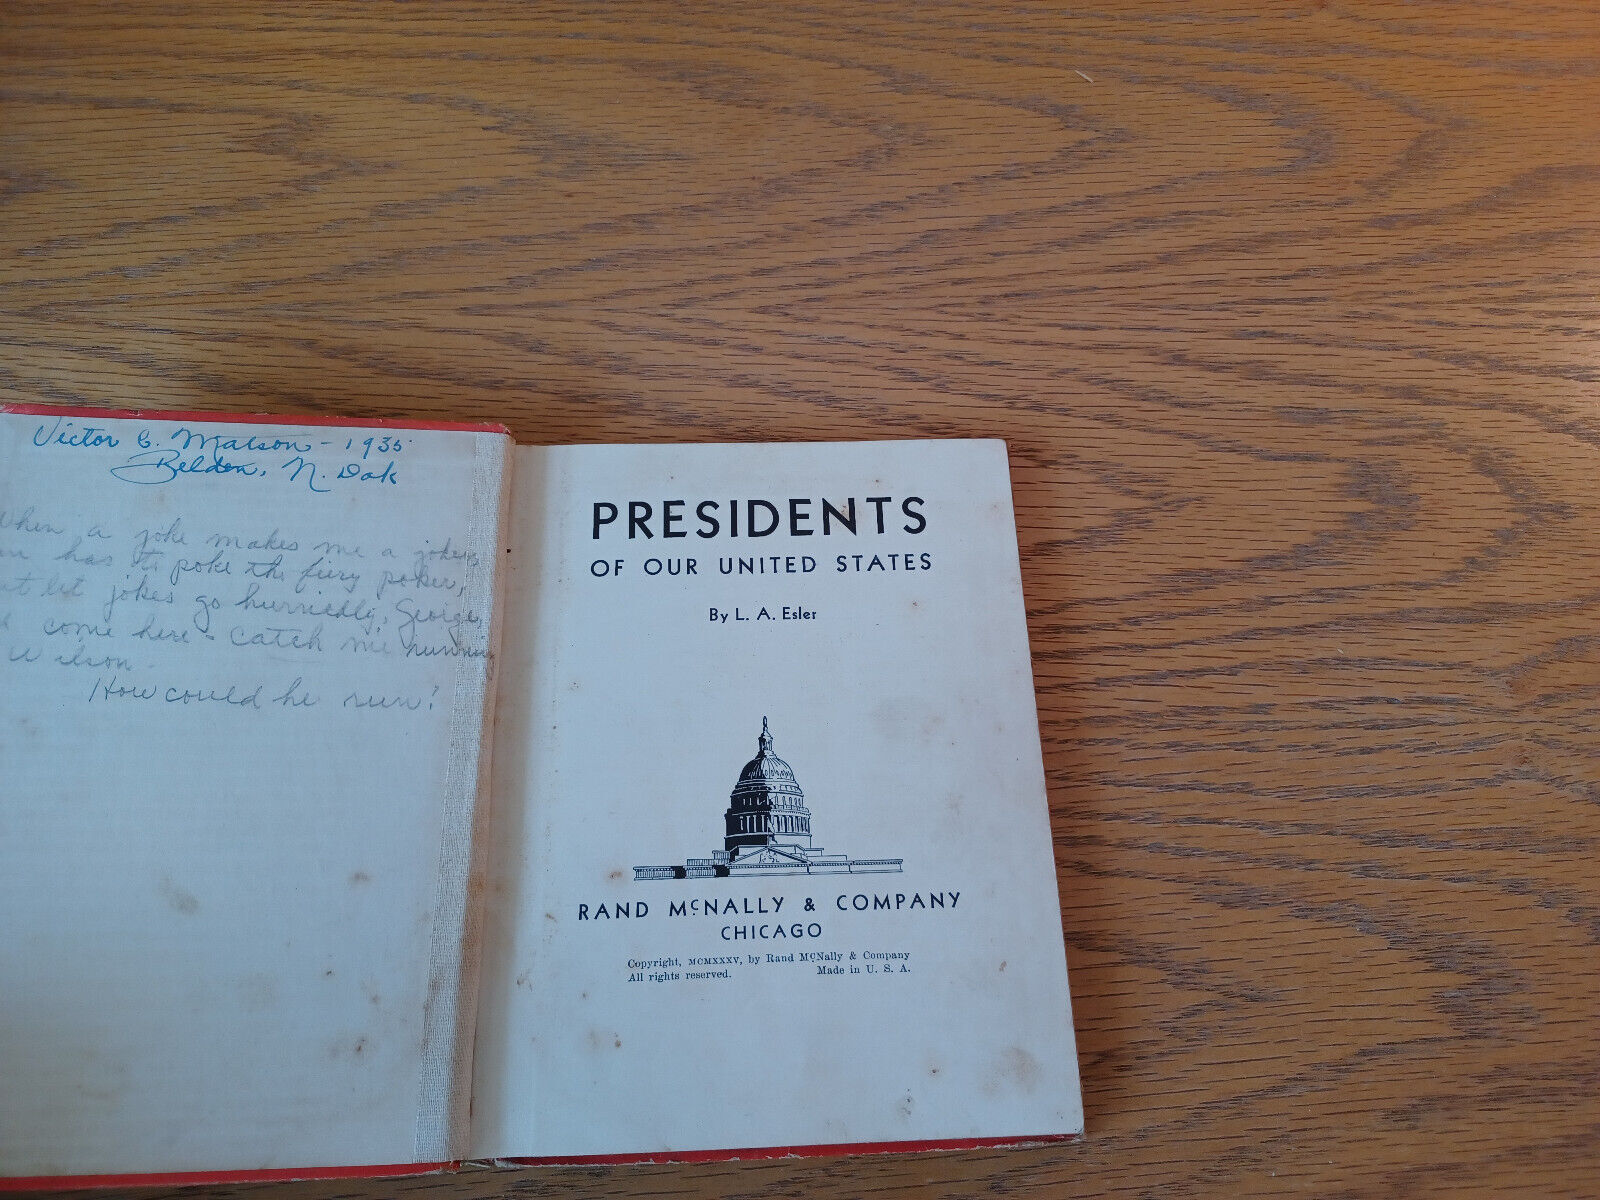 Victor C. Matson - 1935
Belden, N. Dak
When a joke makes me a joker
has to poke the fiery poker,
let jokes go hurriedly, George,
come here - Catch me running
Wilson.
How could he run!
PRESIDENTS
OF OUR UNITED STATES
By L. A. Esler
RAND McNALLY & COMPANY
CHICAGO
Copyright, MCMXXXV, by Rand McNally & Company
All rights reserved. Made in U. S. A.